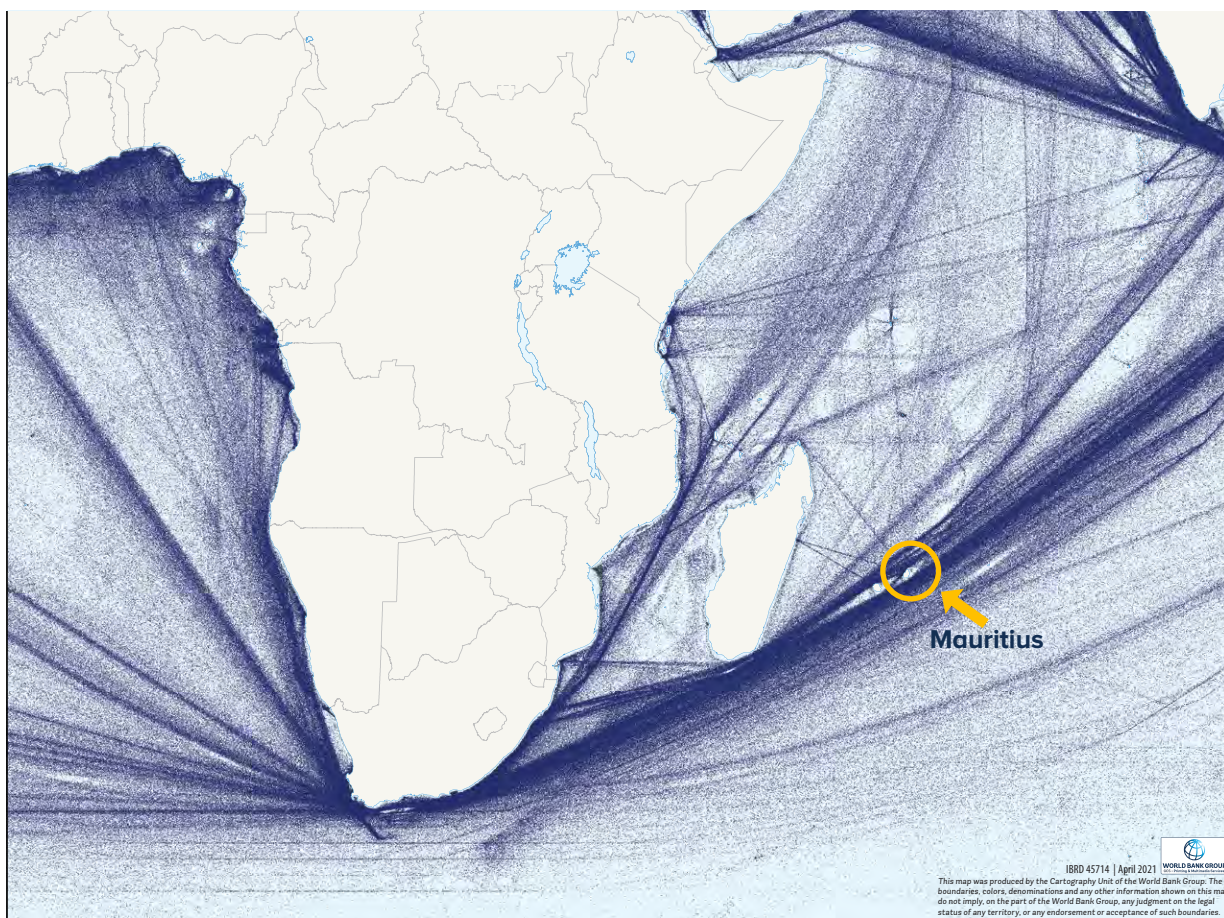 Mauritius
IBRD 45714 | April 2021
WORLD BANK GROUP
This map was produced by the Cartography Unit of the World Bank Group. The
boundaries, colors, denominations and any other information shown on this ma
do not imply, on the part of the World Bank Group, any judgment on the legal
status of any territory, or any endorsement or acceptance of such boundaries.